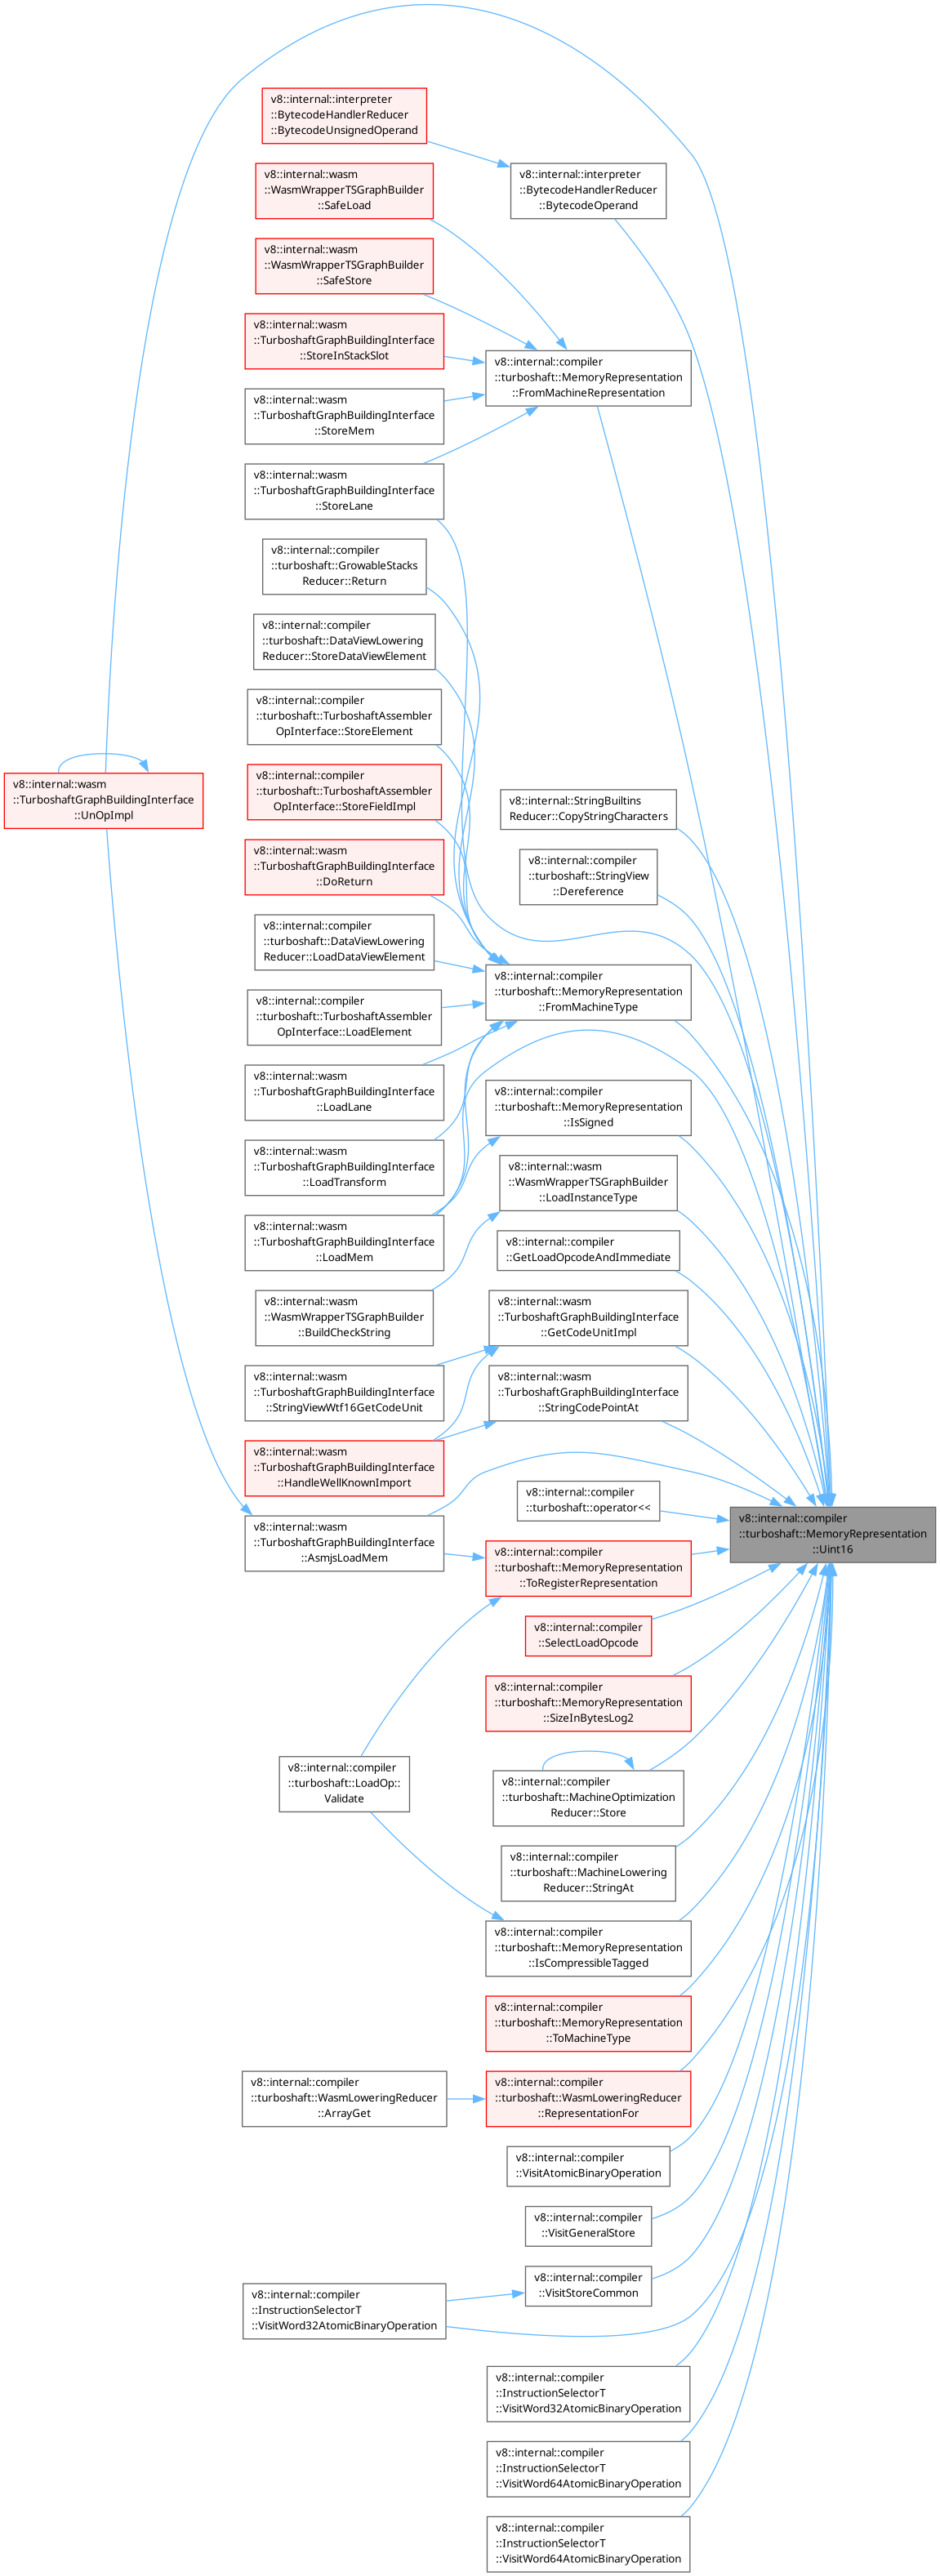 v8::internal::interpreter
::BytecodeHandlerReducer
::BytecodeUnsignedOperand
v8::internal::wasm
::WasmWrapperTSGraphBuilder
::SafeLoad
v8::internal::interpreter
::BytecodeHandlerReducer
::BytecodeOperand
v8::internal::wasm
::WasmWrapperTSGraphBuilder
::SafeStore
v8::internal::wasm
::TurboshaftGraphBuildingInterface
::StoreInStackSlot
v8::internal::compiler
::turboshaft::MemoryRepresentation
::FromMachineRepresentation
v8::internal::wasm
::TurboshaftGraphBuildingInterface
::StoreMem
v8::internal::wasm
::TurboshaftGraphBuildingInterface
::StoreLane
v8::internal::compiler
::turboshaft::GrowableStacks
Reducer::Return
v8::internal::compiler
::turboshaft::DataViewLowering
Reducer::StoreDataViewElement
v8::internal::compiler
::turboshaft::TurboshaftAssembler
OpInterface::StoreElement
v8::internal::wasm
::TurboshaftGraphBuildingInterface
::UnOpImpl
v8::internal::compiler
::turboshaft::TurboshaftAssembler
OpInterface::StoreFieldImpl
v8::internal::StringBuiltins
Reducer::CopyStringCharacters
v8::internal::wasm
::TurboshaftGraphBuildingInterface
::DoReturn
v8::internal::compiler
::turboshaft::StringView
::Dereference
v8::internal::compiler
::turboshaft::DataViewLowering
Reducer::LoadDataViewElement
v8::internal::compiler
::turboshaft::MemoryRepresentation
::FromMachineType
v8::internal::compiler
::turboshaft::TurboshaftAssembler
OpInterface::LoadElement
v8::internal::wasm
::TurboshaftGraphBuildingInterface
::LoadLane
v8::internal::compiler
::turboshaft::MemoryRepresentation
::IsSigned
v8::internal::wasm
::TurboshaftGraphBuildingInterface
::LoadTransform
v8::internal::wasm
::WasmWrapperTSGraphBuilder
::LoadInstanceType
v8::internal::wasm
::TurboshaftGraphBuildingInterface
::LoadMem
v8::internal::compiler
::GetLoadOpcodeAndImmediate
v8::internal::wasm
::WasmWrapperTSGraphBuilder
::BuildCheckString
v8::internal::wasm
::TurboshaftGraphBuildingInterface
::GetCodeUnitImpl
v8::internal::wasm
::TurboshaftGraphBuildingInterface
::StringViewWtf16GetCodeUnit
v8::internal::wasm
::TurboshaftGraphBuildingInterface
::StringCodePointAt
v8::internal::wasm
::TurboshaftGraphBuildingInterface
::HandleWellKnownImport
v8::internal::compiler
::turboshaft::operator<<
v8::internal::compiler
::turboshaft::MemoryRepresentation
::Uint16
v8::internal::wasm
::TurboshaftGraphBuildingInterface
::AsmjsLoadMem
v8::internal::compiler
::turboshaft::MemoryRepresentation
::ToRegisterRepresentation
v8::internal::compiler
::SelectLoadOpcode
v8::internal::compiler
::turboshaft::MemoryRepresentation
::SizeInBytesLog2
v8::internal::compiler
::turboshaft::LoadOp::
Validate
v8::internal::compiler
::turboshaft::MachineOptimization
Reducer::Store
v8::internal::compiler
::turboshaft::MachineLowering
Reducer::StringAt
v8::internal::compiler
::turboshaft::MemoryRepresentation
::IsCompressibleTagged
v8::internal::compiler
::turboshaft::MemoryRepresentation
::ToMachineType
v8::internal::compiler
::turboshaft::WasmLoweringReducer
::ArrayGet
v8::internal::compiler
::turboshaft::WasmLoweringReducer
::RepresentationFor
v8::internal::compiler
::VisitAtomicBinaryOperation
v8::internal::compiler
::VisitGeneralStore
v8::internal::compiler
::VisitStoreCommon
v8::internal::compiler
::InstructionSelectorT
::VisitWord32AtomicBinaryOperation
v8::internal::compiler
::InstructionSelectorT
::VisitWord32AtomicBinaryOperation
v8::internal::compiler
::InstructionSelectorT
::VisitWord64AtomicBinaryOperation
v8::internal::compiler
::InstructionSelectorT
::VisitWord64AtomicBinaryOperation